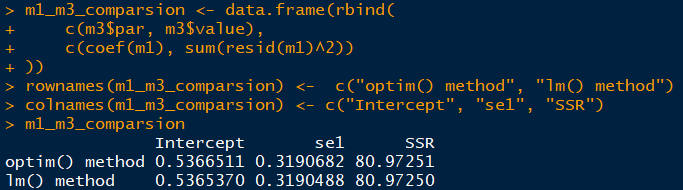 > m1_m3_comparsion <- data.frame(rbind(
+     c(m3$par, m3$value),
+     c(coef(m1), sum(resid(m1)^2))
+ ))
> rownames(m1_m3_comparsion) <-  c("optim() method", "lm() method")
> colnames(m1_m3_comparsion) <- c("Intercept", "se1", "SSR")
> m1_m3_comparsion
               Intercept       se1      SSR
optim() method 0.5366511 0.3190682 80.97251
lm() method    0.5365370 0.3190488 80.97250